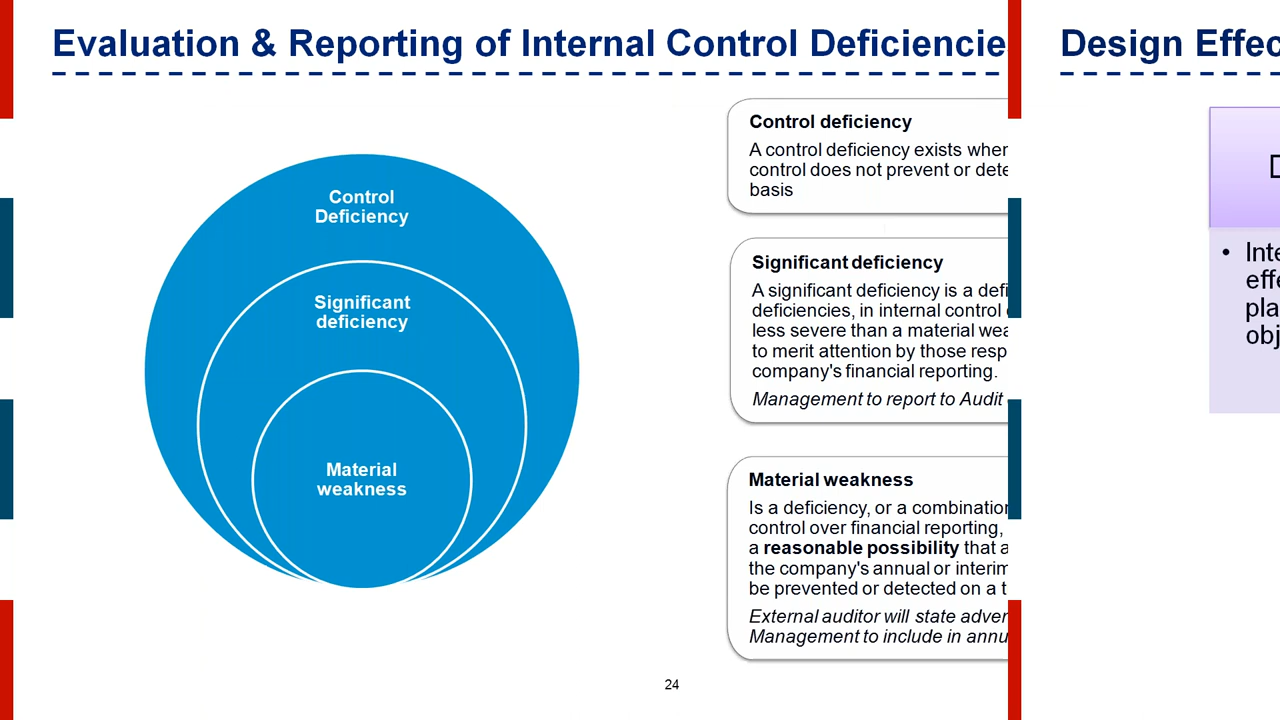 Evaluation & Reporting of Internal Control Deficiencie
Control
Deficiency
Significant
deficiency
Material
weakness
Control deficiency
A control deficiency exists when
control does not prevent or dete
basis
Significant deficiency
A significant deficiency is a defi
deficiencies, in internal control
less severe than a material wea
to merit attention by those resp
company's financial reporting.
Management to report to Audit
Material weakness
Is a deficiency, or a combination
control over financial reporting,
a reasonable possibility that a
the company's annual or interim
be prevented or detected on a t
External auditor will state adver
Management to include in annu
24
Design Effec
• Inte
effe
pla
obj